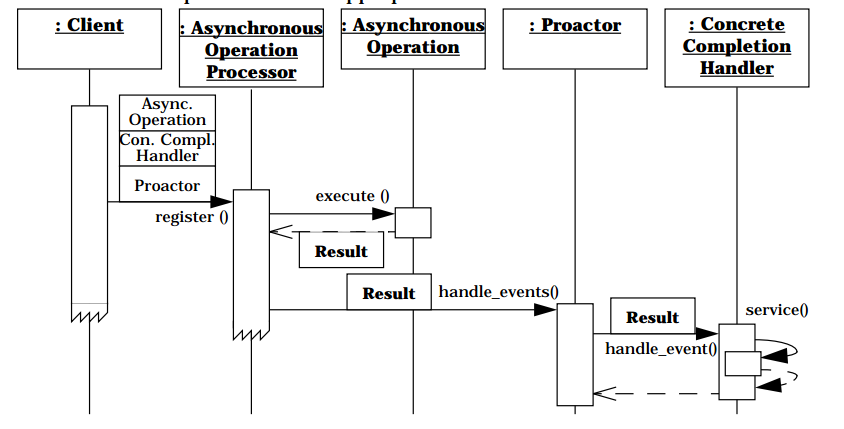 : Client
: Asynchronous
Operation
Processor
: Asynchronous
Operation
: Proactor
: Concrete
Completion
Handler
Async.
Operation
Con. Compl.
Handler
Proactor
register ()
execute ()
Result
Result
handle_events()
Result
handle_event()
service()